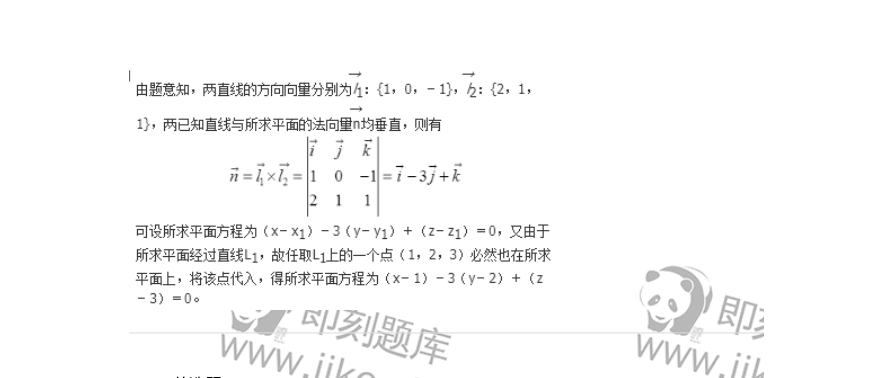 由题意知，两直线的方向向量分别为l₁：{1，0，－1}，l₂：{2，1，
1}，两已知直线与所求平面的法向量n均垂直，则有
n⃗=l⃗₁×l⃗₂=|i⃗ j⃗ k⃗; 1 0 −1; 2 1 1|=i⃗−3j⃗+k⃗
可设所求平面方程为（x－x₁）－3（y－y₁）＋（z－z₁）＝0，又由于
所求平面经过直线L₁，故任取L₁上的一个点（1，2，3）必然也在所求
平面上，将该点代入，得所求平面方程为（x－1）－3（y－2）＋（z
－3）＝0。
即刻题库
www.jike
即刻
www.jik